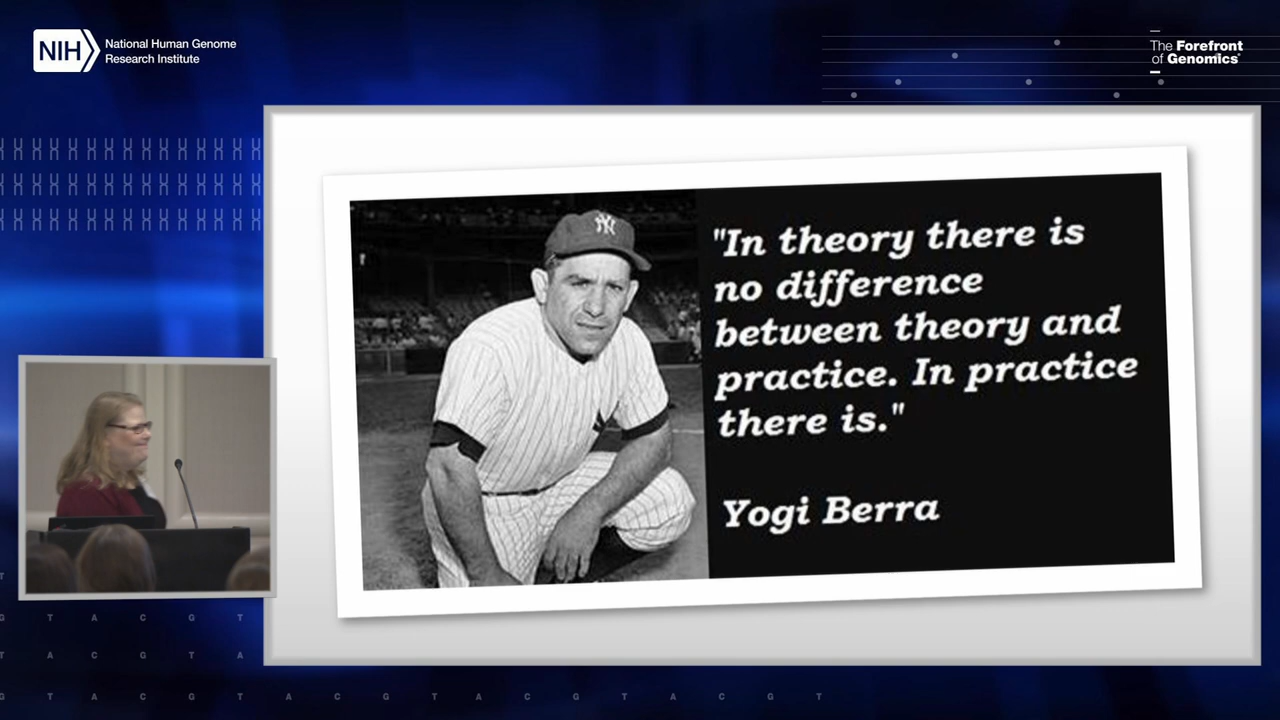 NIH
National Human Genome
Research Institute
The Forefront
of Genomics®
NY
"In theory there is
no difference
between theory and
practice. In practice
there is."
Yogi Berra
T
G T A C G T
T A C G T A
G T A C G T A C G T A C G T A C G T